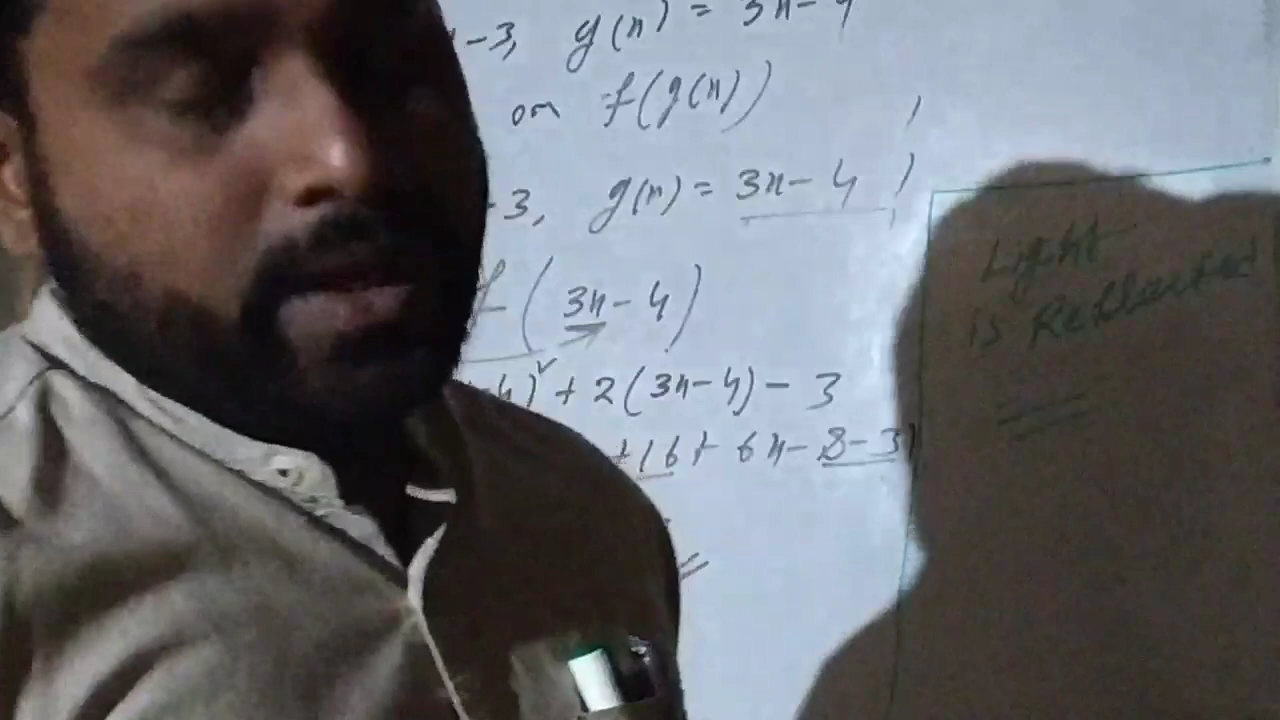 -3, g(n) = 3n-4
on f(g(n))
-3, g(n) = 3n-4
f(3n-4)
-4)² + 2(3n-4) - 3
+16+ 6n-8-3
=
Light
is Reflected